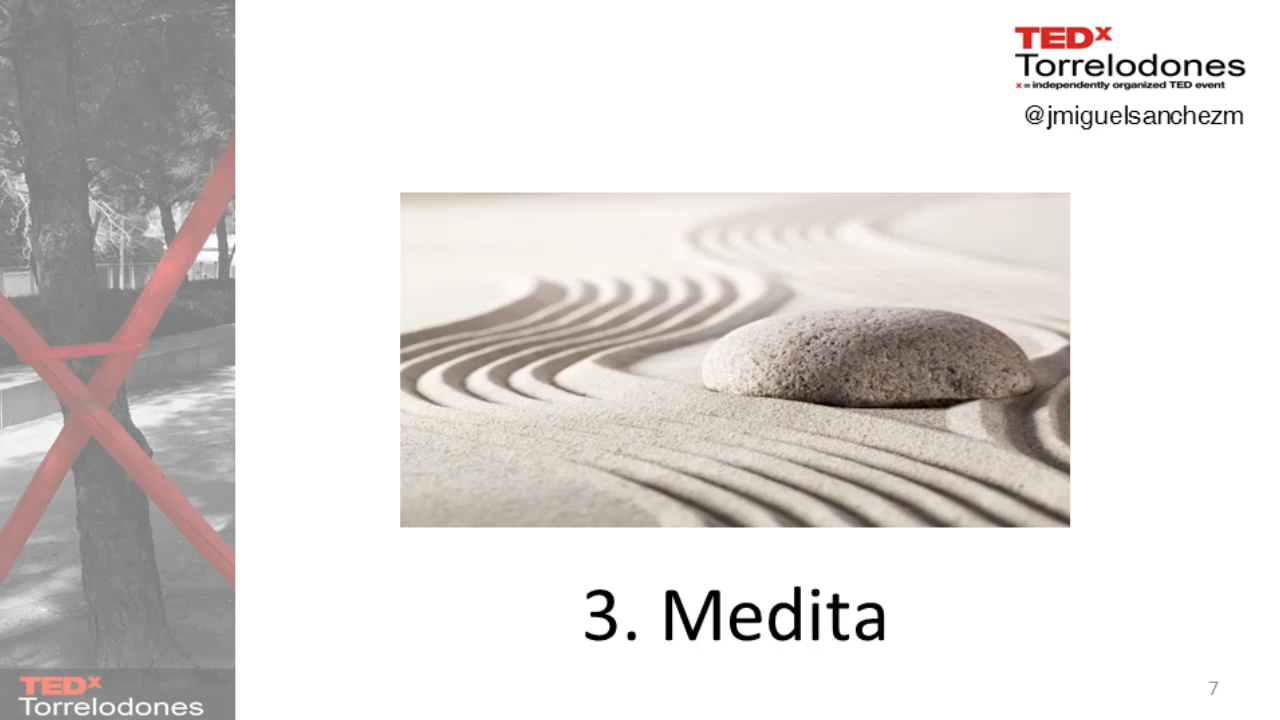 TEDx
Torrelodones
x = independently organized TED event
@jmiguelsanchezm
3. Medita
TEDx
Torrelodones
7